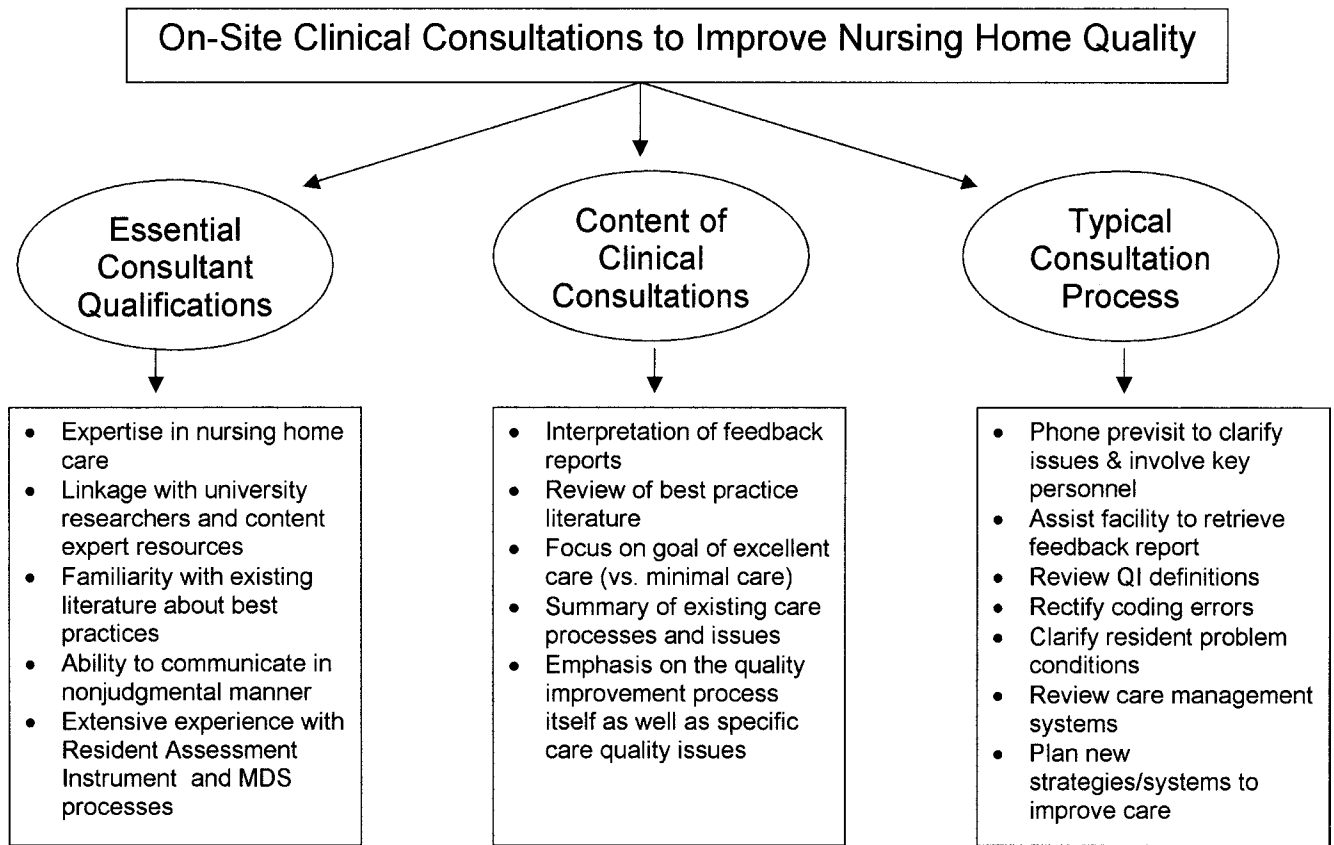 On-Site Clinical Consultations to Improve Nursing Home Quality
Essential
Consultant
Qualifications
Content of
Clinical
Consultations
Typical
Consultation
Process
• Expertise in nursing home
care
• Linkage with university
researchers and content
expert resources
• Familiarity with existing
literature about best
practices
• Ability to communicate in
nonjudgmental manner
• Extensive experience with
Resident Assessment
Instrument and MDS
processes
• Interpretation of feedback
reports
• Review of best practice
literature
• Focus on goal of excellent
care (vs. minimal care)
• Summary of existing care
processes and issues
• Emphasis on the quality
improvement process
itself as well as specific
care quality issues
• Phone previsit to clarify
issues & involve key
personnel
• Assist facility to retrieve
feedback report
• Review QI definitions
• Rectify coding errors
• Clarify resident problem
conditions
• Review care management
systems
• Plan new
strategies/systems to
improve care